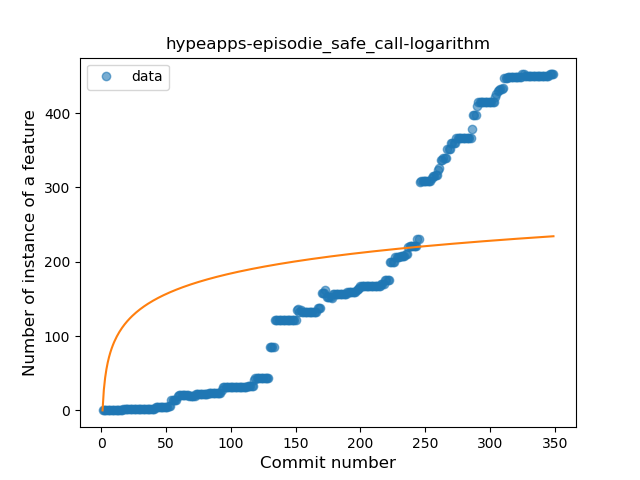 hypeapps-episodie_safe_call-logarithm
data
Number of instance of a feature
400
300
200
100
0
0 50 100 150 200 250 300 350
Commit number